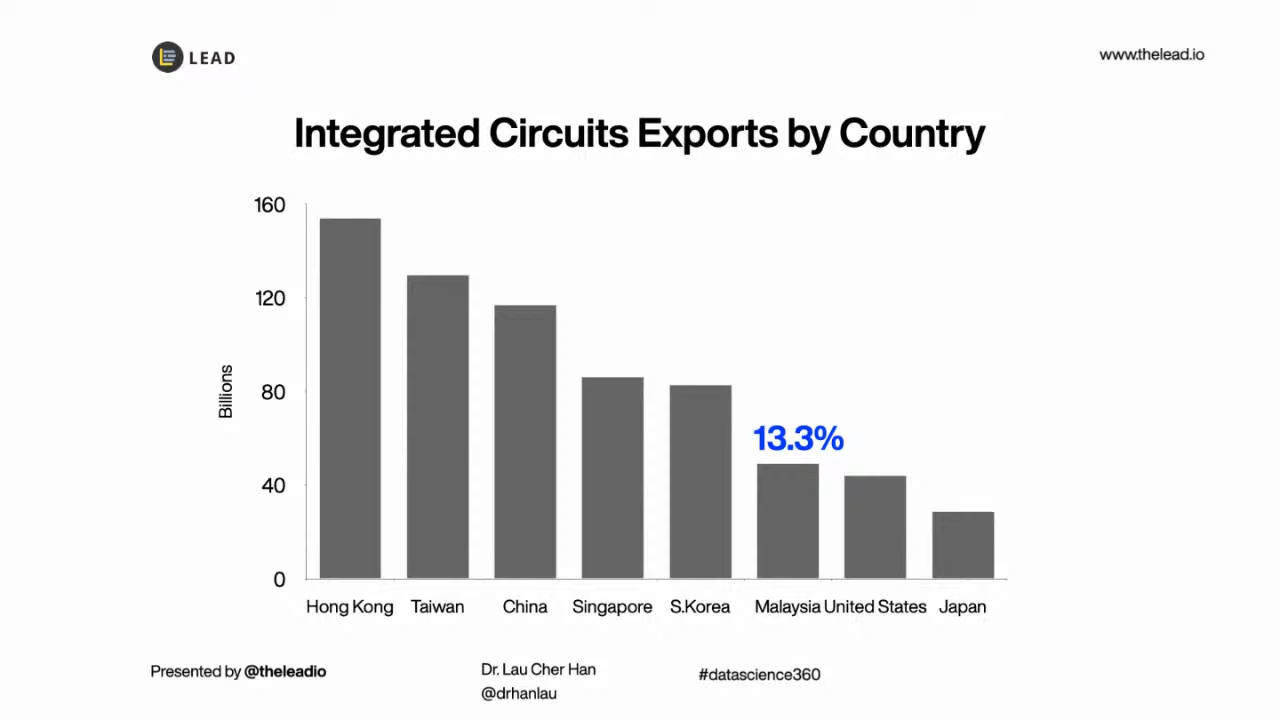 LEAD
www.thelead.io
Integrated Circuits Exports by Country
160
120
80
40
0
Billions
13.3%
Hong Kong Taiwan China Singapore S.Korea Malaysia United States Japan
Presented by @theleadio
Dr. Lau Cher Han
@drhanlau
#datascience360